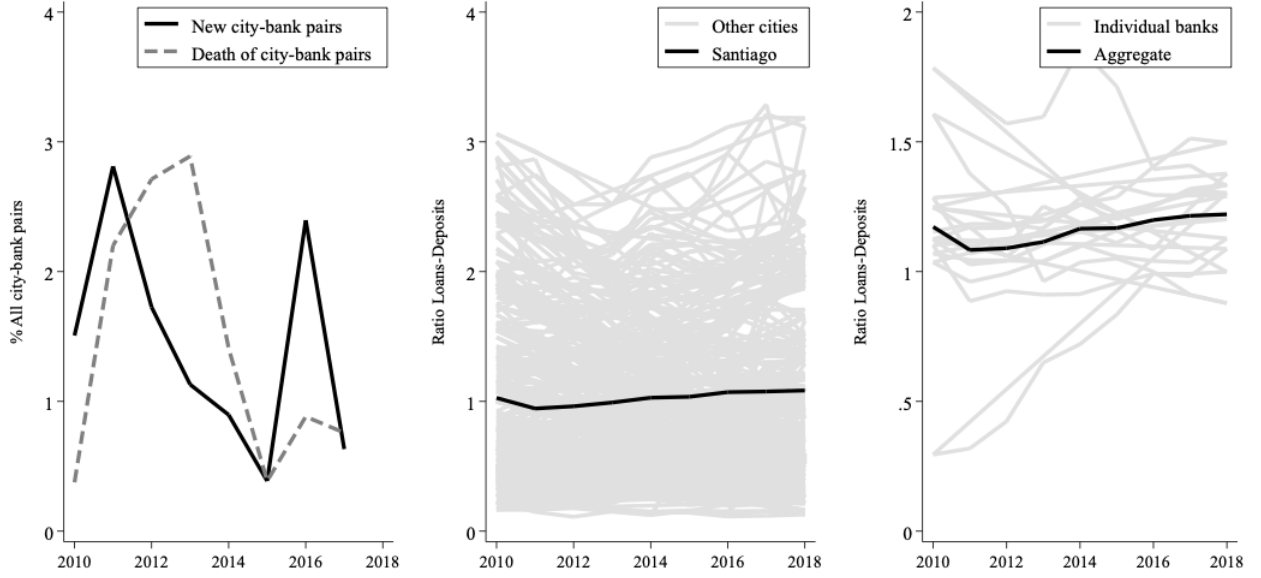 New city-bank pairs
Death of city-bank pairs
% All city-bank pairs
4
3
2
1
0
2010 2012 2014 2016 2018
Other cities
Santiago
Ratio Loans-Deposits
4
3
2
1
0
2010 2012 2014 2016 2018
Individual banks
Aggregate
Ratio Loans-Deposits
2
1.5
1
.5
0
2010 2012 2014 2016 2018